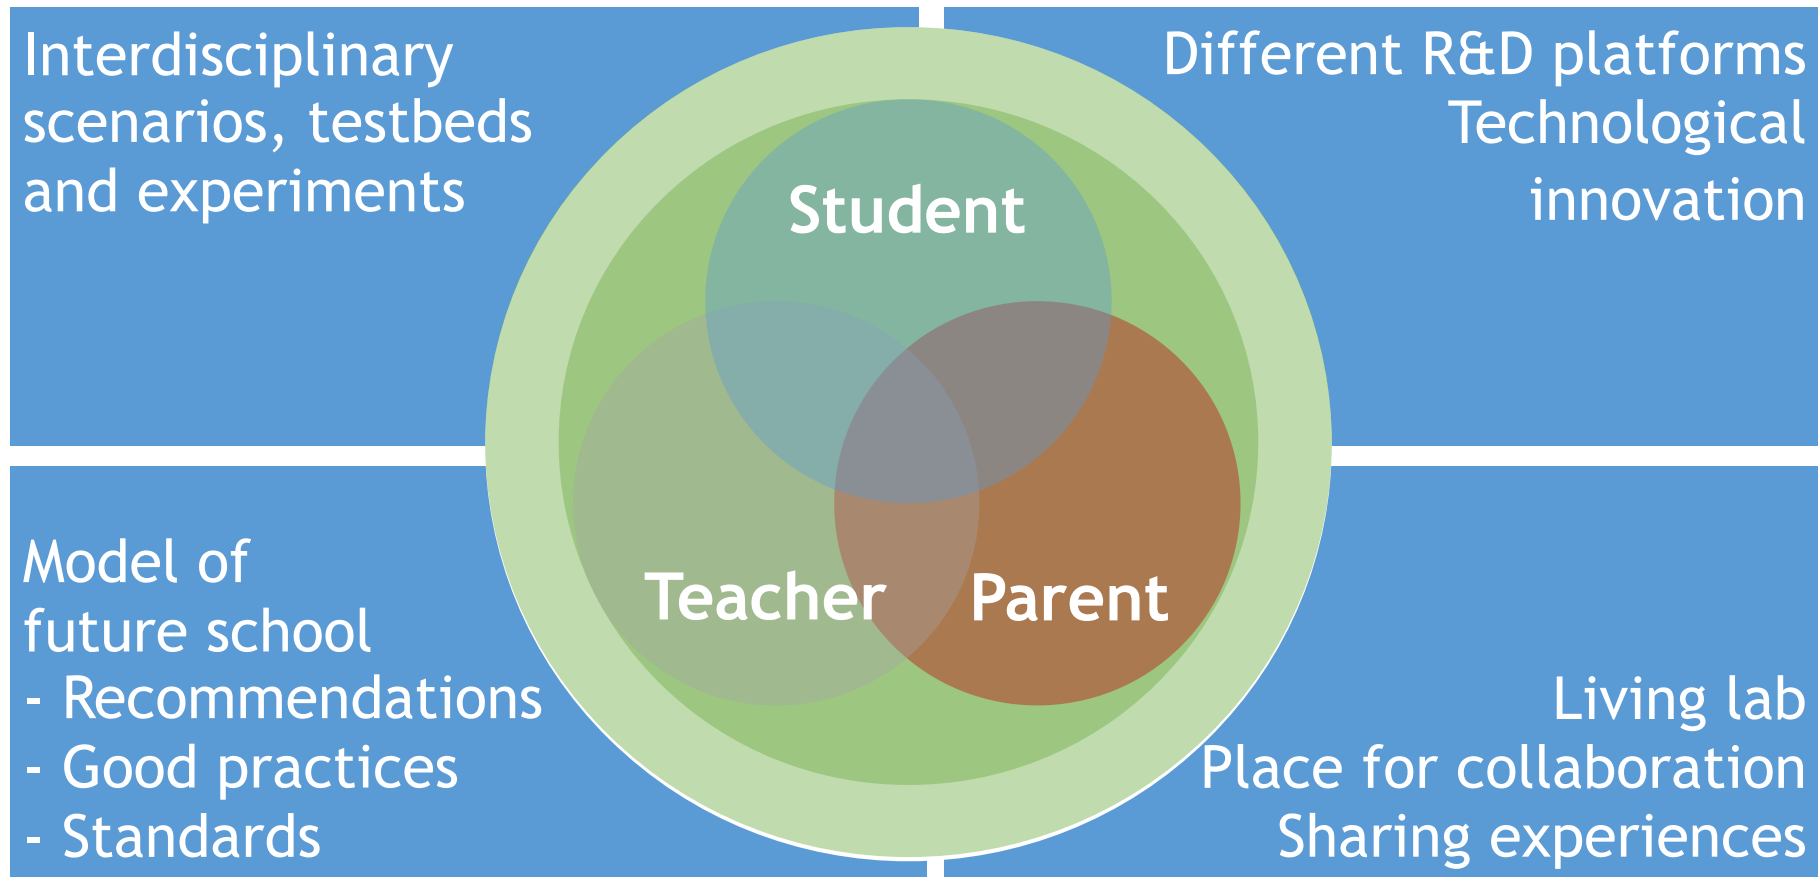 Interdisciplinary
scenarios, testbeds
and experiments
Different R&D platforms
Technological
innovation
Student
Teacher
Parent
Model of
future school
- Recommendations
- Good practices
- Standards
Living lab
Place for collaboration
Sharing experiences